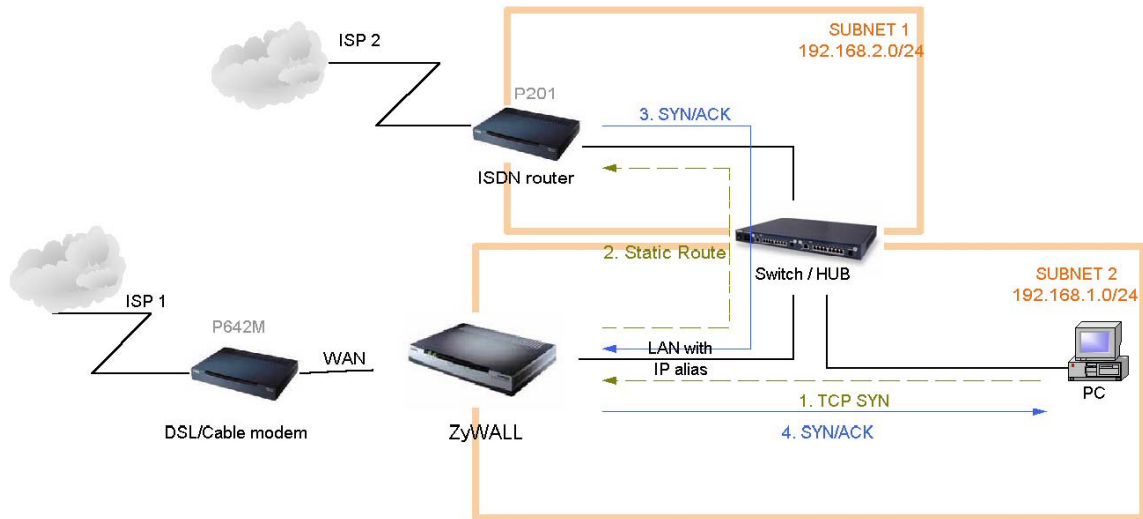 SUBNET 1
192.168.2.0/24
ISP 2
P201
3. SYN/ACK
ISDN router
2. Static Route
Switch / HUB
SUBNET 2
192.168.1.0/24
ISP 1
P642M
WAN
LAN with
IP alias
PC
1. TCP SYN
DSL/Cable modem
ZyWALL
4. SYN/ACK